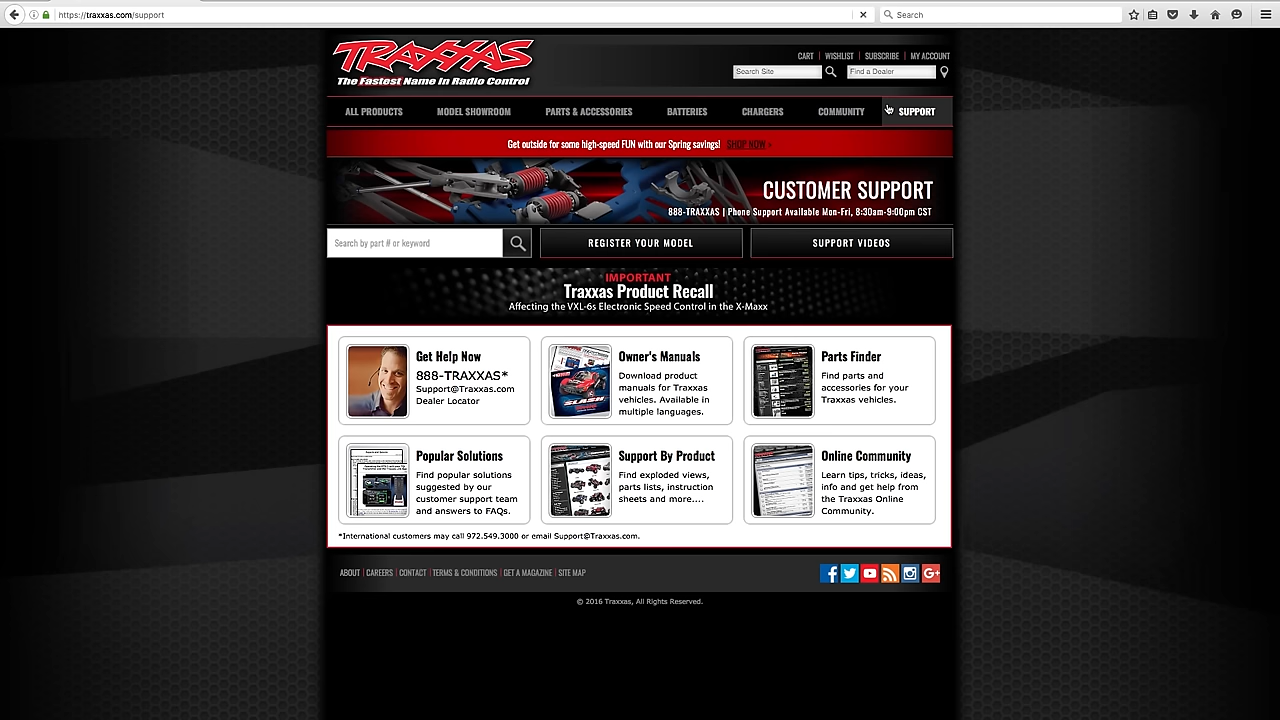 https://traxxas.com/support
Search
TRAXXAS
The Fastest Name In Radio Control
CART | WISHLIST | SUBSCRIBE | MY ACCOUNT
Search Site
Find a Dealer
ALL PRODUCTS
MODEL SHOWROOM
PARTS & ACCESSORIES
BATTERIES
CHARGERS
COMMUNITY
SUPPORT
Get outside for some high-speed FUN with our Spring savings! SHOP NOW >
CUSTOMER SUPPORT
888-TRAXXAS | Phone Support Available Mon-Fri, 8:30am-9:00pm CST
Search by part # or keyword
REGISTER YOUR MODEL
SUPPORT VIDEOS
IMPORTANT
Traxxas Product Recall
Affecting the VXL-6s Electronic Speed Control in the X-Maxx
Get Help Now
888-TRAXXAS*
Support@Traxxas.com
Dealer Locator
Owner's Manuals
Download product
manuals for Traxxas
vehicles. Available in
multiple languages.
SLASH
Parts Finder
Find parts and
accessories for your
Traxxas vehicles.
Popular Solutions
Find popular solutions
suggested by our
customer support team
and answers to FAQs.
Support By Product
Find exploded views,
parts lists, instruction
sheets and more....
Online Community
Learn tips, tricks, ideas,
info and get help from
the Traxxas Online
Community.
*International customers may call 972.549.3000 or email Support@Traxxas.com.
ABOUT | CAREERS | CONTACT | TERMS & CONDITIONS | GET A MAGAZINE | SITE MAP
© 2016 Traxxas, All Rights Reserved.